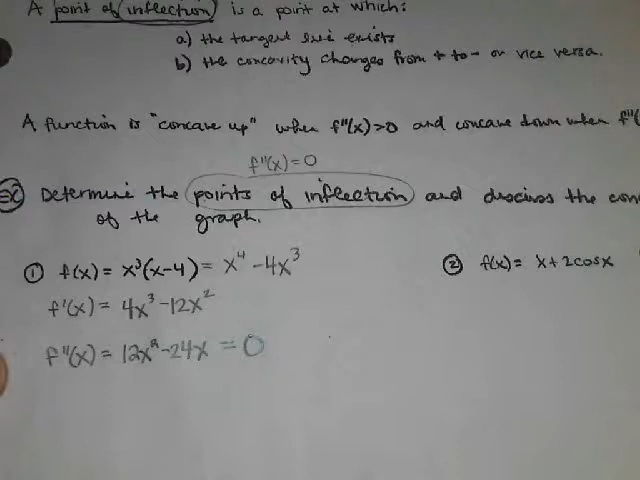 A point of inflection is a point at which:
a) the tangent line exists
b) the concavity changes from + to - or vice versa.
A function is "concave up" when f"(x)>0 and concave down when f"(
f"(x)=0
Ex Determine the points of inflection and discuss the con
of the graph.
① f(x) = x³(x-4) = x⁴ - 4x³
② f(x) = x + 2cosx
f'(x) = 4x³ - 12x²
f"(x) = 12x² - 24x = 0